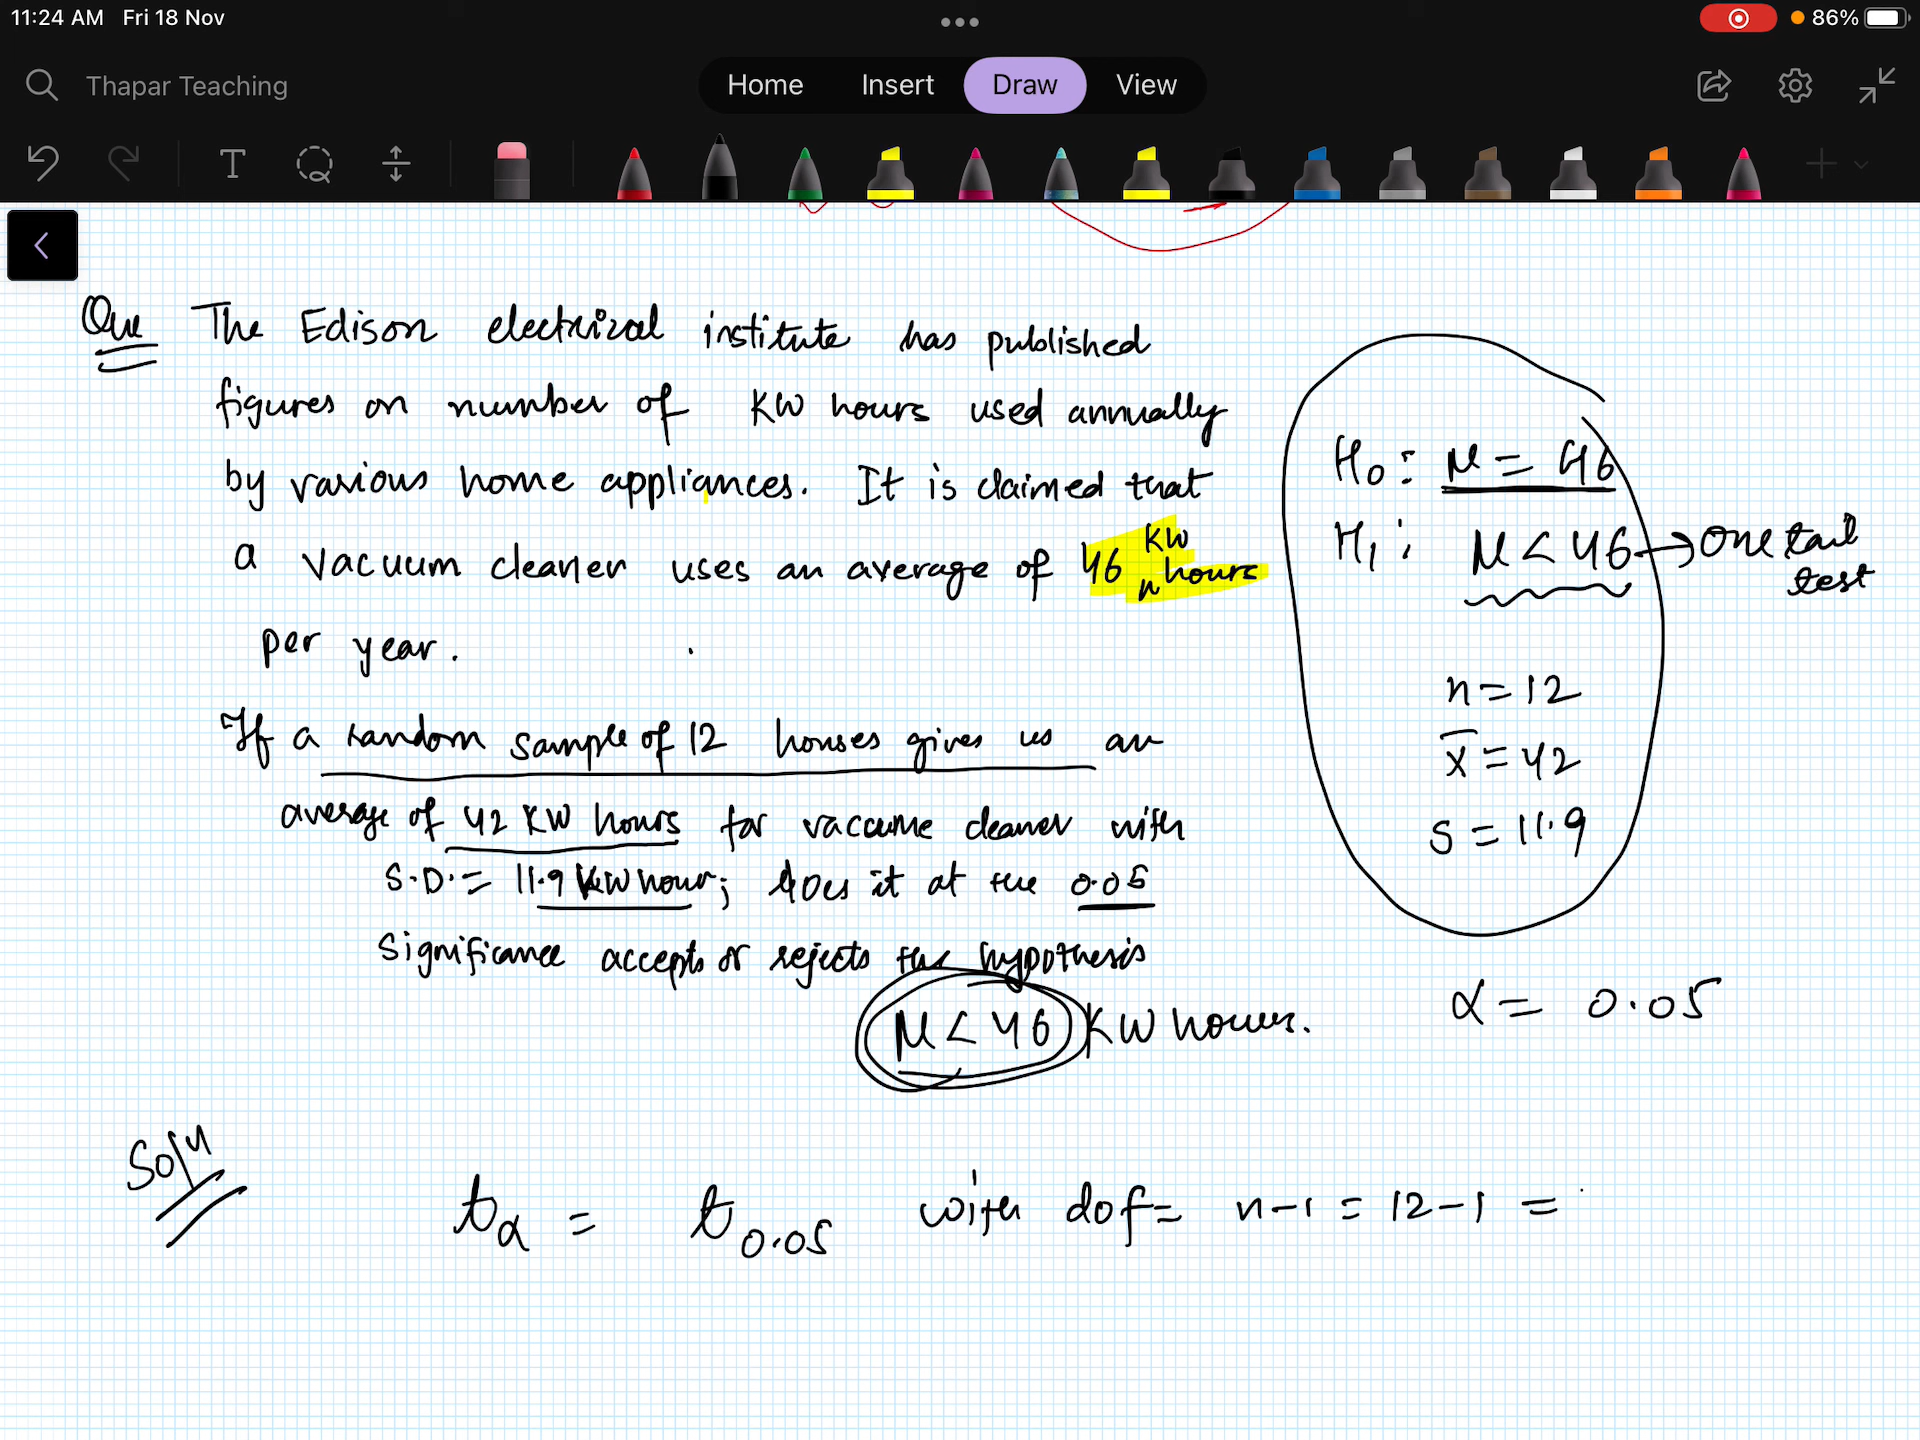 11:24 AM Fri 18 Nov
86%
Thapar Teaching
Home Insert Draw View
T
Que The Edison electrical institute has published
figures on number of KW hours used annually
by various home appliances. It is claimed that
a vacuum cleaner uses an average of 46 KW hours
per year.
If a random sample of 12 houses gives us an
average of 42 KW hours for vaccume cleaner with
S.D. = 11.9 KW hour; does it at the 0.05
Significance accepts or rejects the hypothesis
μ < 46 KW hours.
H₀ : μ = 46
H₁ : μ < 46 → One tail
test
n = 12
x̄ = 42
S = 11.9
α = 0.05
Solⁿ
tα = t0.05 with dof = n-1 = 12-1 =